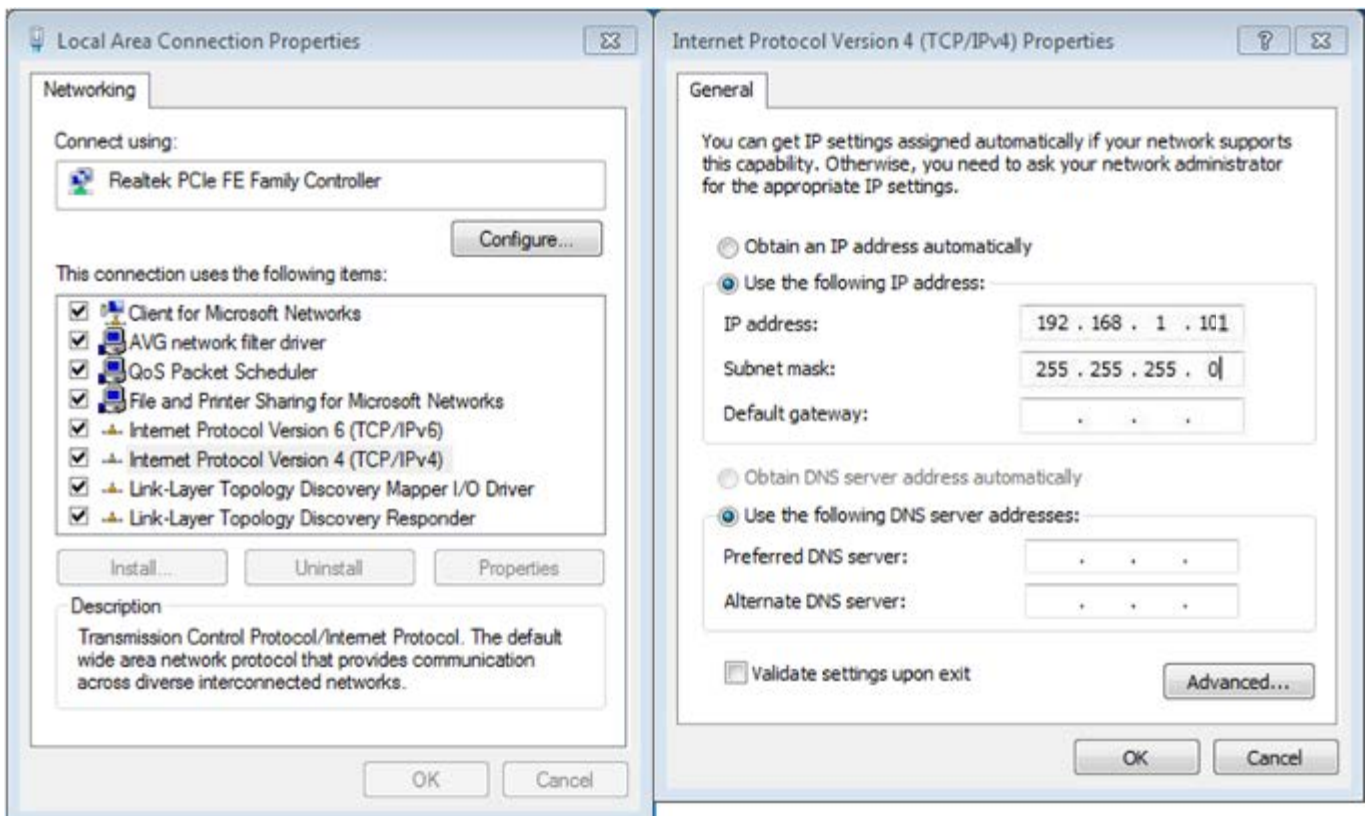 Local Area Connection Properties
Networking
Connect using:
Realtek PCIe FE Family Controller
Configure...
This connection uses the following items:
Client for Microsoft Networks
AVG network filter driver
QoS Packet Scheduler
File and Printer Sharing for Microsoft Networks
Internet Protocol Version 6 (TCP/IPv6)
Internet Protocol Version 4 (TCP/IPv4)
Link-Layer Topology Discovery Mapper I/O Driver
Link-Layer Topology Discovery Responder
Install...
Uninstall
Properties
Description
Transmission Control Protocol/Internet Protocol. The default
wide area network protocol that provides communication
across diverse interconnected networks.
OK
Cancel
Internet Protocol Version 4 (TCP/IPv4) Properties
General
You can get IP settings assigned automatically if your network supports
this capability. Otherwise, you need to ask your network administrator
for the appropriate IP settings.
Obtain an IP address automatically
Use the following IP address:
IP address:
192 . 168 . 1 . 101
Subnet mask:
255 . 255 . 255 . 0
Default gateway:
. . .
Obtain DNS server address automatically
Use the following DNS server addresses:
Preferred DNS server:
. . .
Alternate DNS server:
. . .
Validate settings upon exit
Advanced...
OK
Cancel